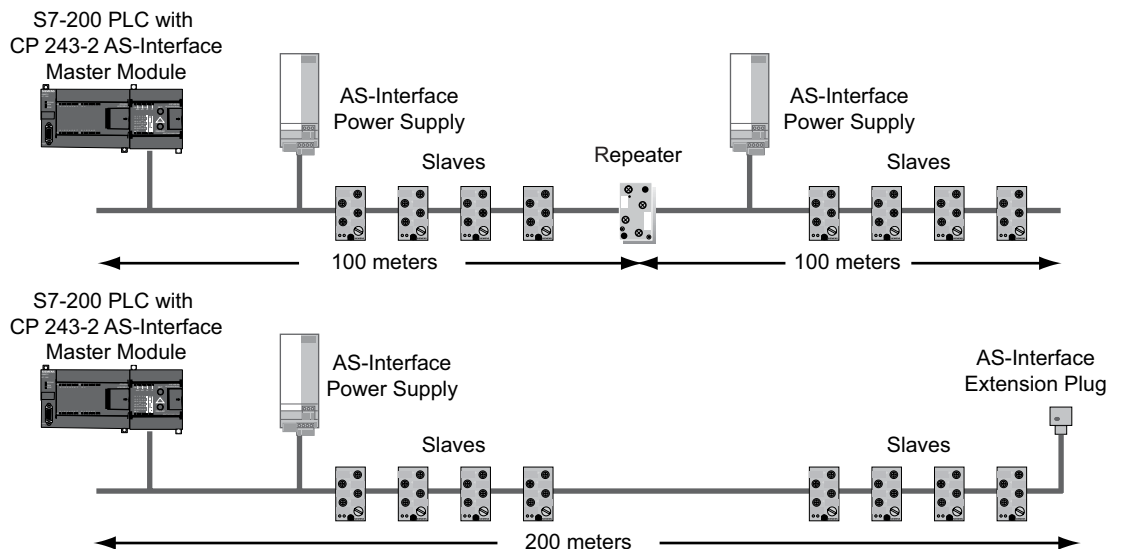 S7-200 PLC with
CP 243-2 AS-Interface
Master Module
AS-Interface
Power Supply
AS-Interface
Power Supply
Slaves
Repeater
Slaves
100 meters
100 meters
S7-200 PLC with
CP 243-2 AS-Interface
Master Module
AS-Interface
Power Supply
AS-Interface
Extension Plug
Slaves
Slaves
200 meters